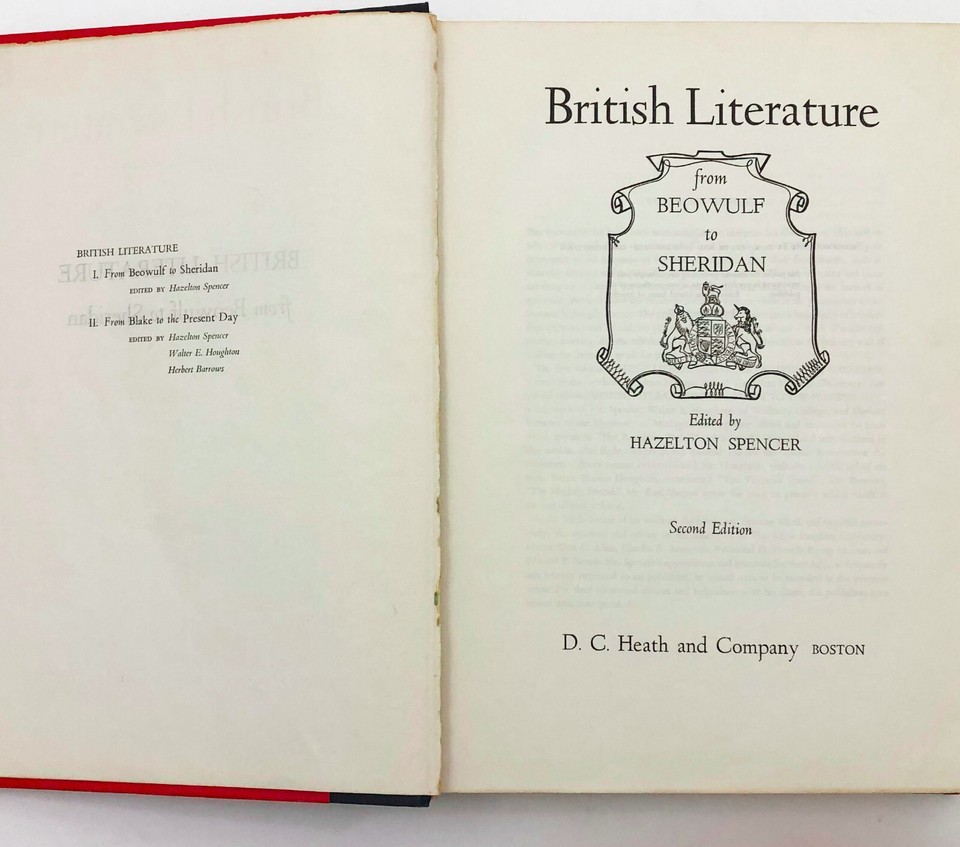 BRITISH LITERATURE
I. From Beowulf to Sheridan
EDITED BY Hazelton Spencer
II. From Blake to the Present Day
EDITED BY Hazelton Spencer
Walter E. Houghton
Herbert Barrows
British Literature
from
BEOWULF
to
SHERIDAN
Edited by
HAZELTON SPENCER
Second Edition
D. C. Heath and Company BOSTON